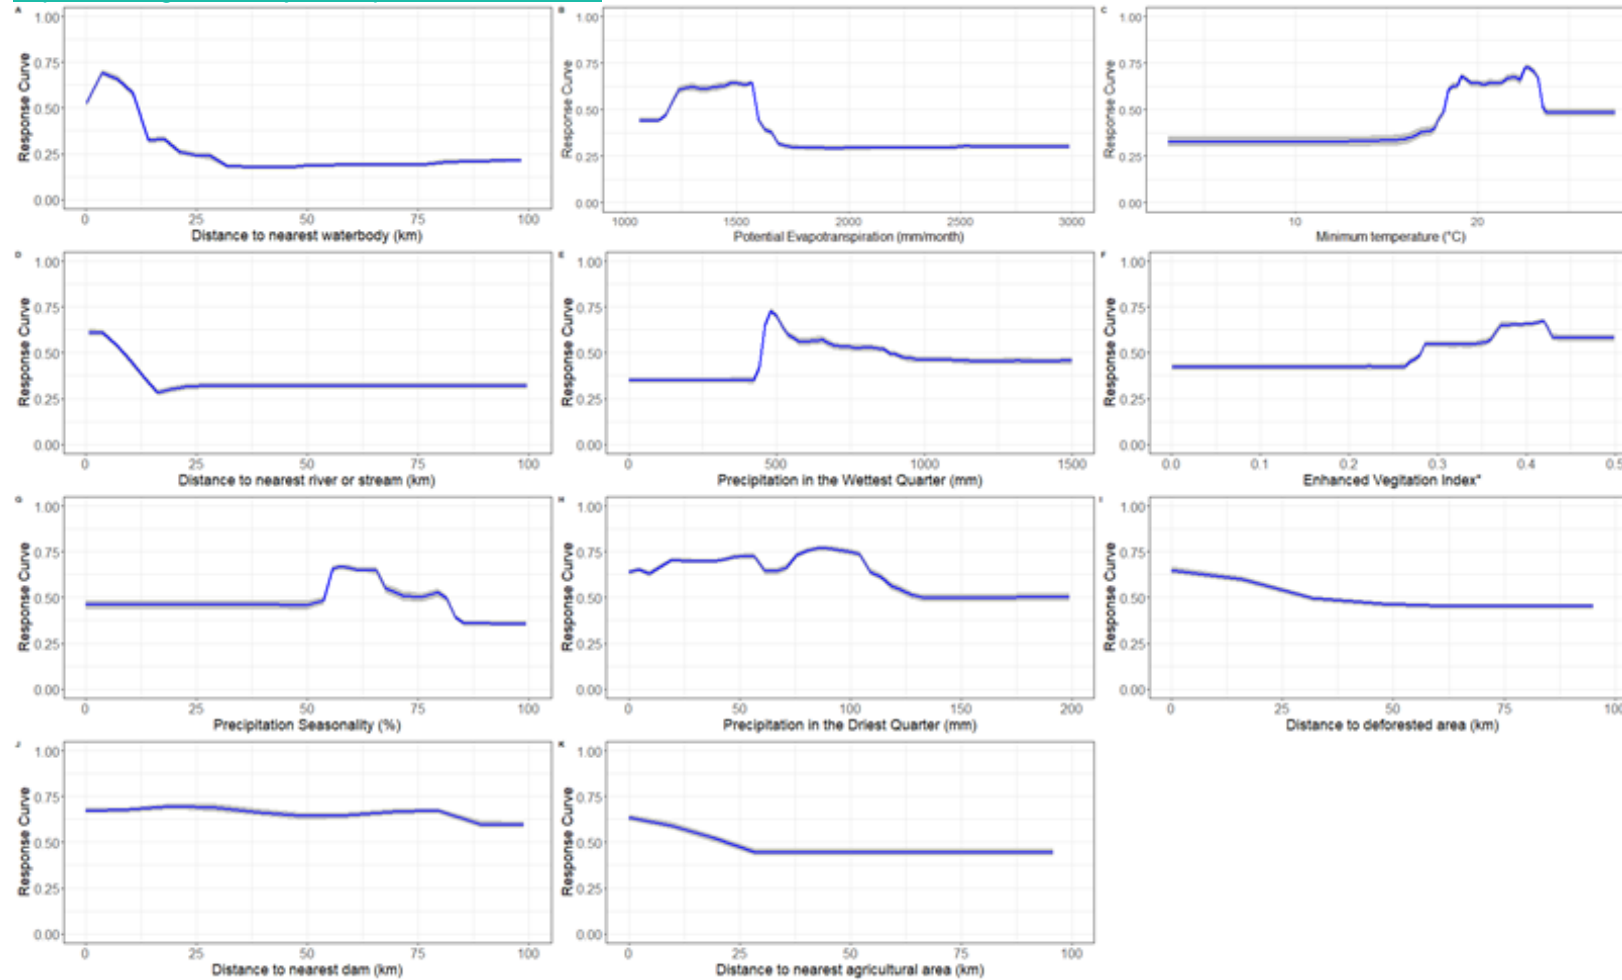 A
1.00
0.75
0.50
0.25
0.00
Response Curve
0 25 50 75 100
Distance to nearest waterbody (km)
B
1.00
0.75
0.50
0.25
0.00
Response Curve
1000 1500 2000 2500 3000
Potential Evapotranspiration (mm/month)
C
1.00
0.75
0.50
0.25
0.00
Response Curve
10 20
Minimum temperature (°C)
D
1.00
0.75
0.50
0.25
0.00
Response Curve
0 25 50 75 100
Distance to nearest river or stream (km)
E
1.00
0.75
0.50
0.25
0.00
Response Curve
0 500 1000 1500
Precipitation in the Wettest Quarter (mm)
F
1.00
0.75
0.50
0.25
0.00
Response Curve
0.0 0.1 0.2 0.3 0.4 0.5
Enhanced Vegitation Index*
G
1.00
0.75
0.50
0.25
0.00
Response Curve
0 25 50 75 100
Precipitation Seasonality (%)
H
1.00
0.75
0.50
0.25
0.00
Response Curve
0 50 100 150 200
Precipitation in the Driest Quarter (mm)
I
1.00
0.75
0.50
0.25
0.00
Response Curve
0 25 50 75 100
Distance to deforested area (km)
J
1.00
0.75
0.50
0.25
0.00
Response Curve
0 25 50 75 100
Distance to nearest dam (km)
K
1.00
0.75
0.50
0.25
0.00
Response Curve
0 25 50 75 100
Distance to nearest agricultural area (km)